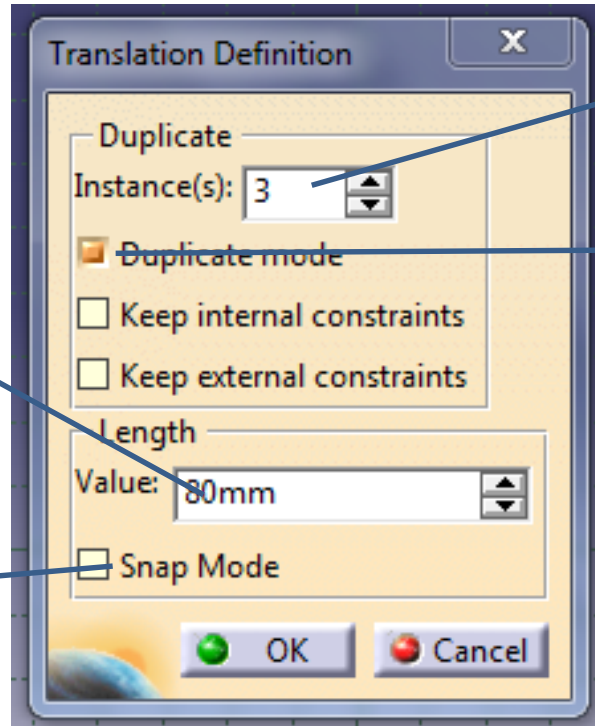 Translation Definition
X
Duplicate
Instance(s): 3
Duplicate mode
Keep internal constraints
Keep external constraints
Length
Value: 80mm
Snap Mode
OK Cancel